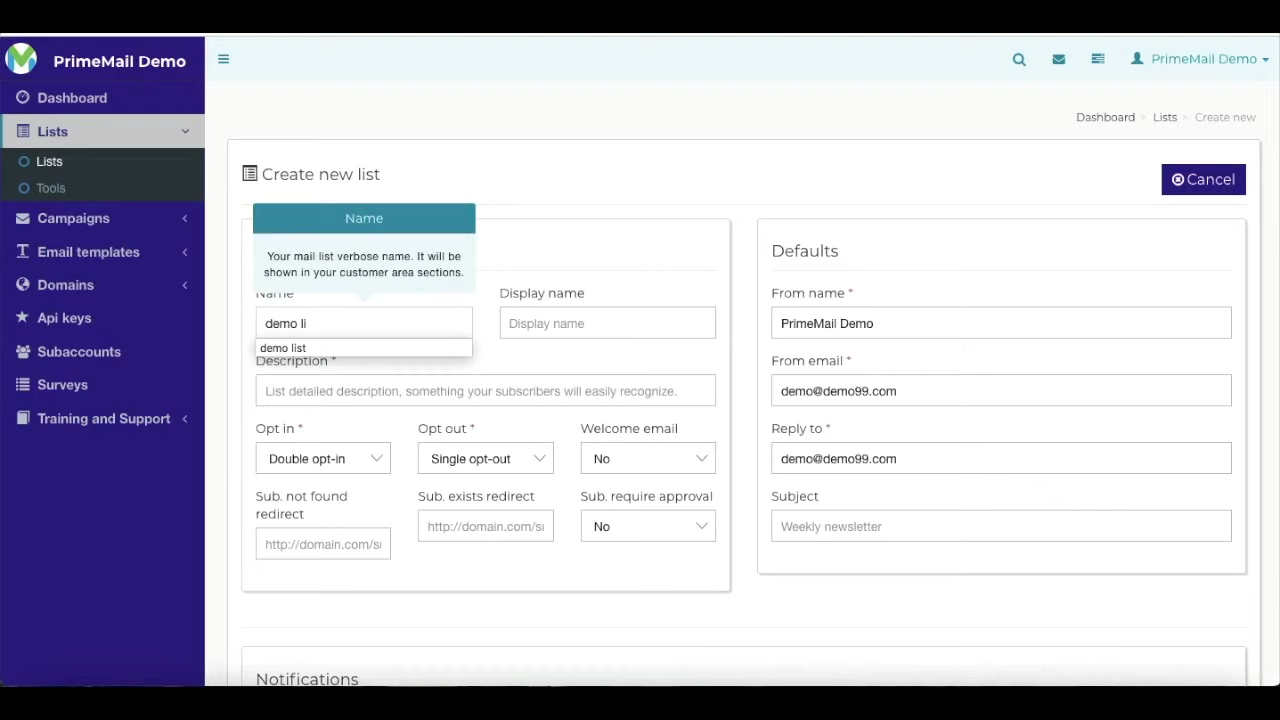 PrimeMail Demo
PrimeMail Demo
Dashboard
Lists
Lists
Tools
Campaigns
Email templates
Domains
Api keys
Subaccounts
Surveys
Training and Support
Dashboard > Lists > Create new
Create new list
Cancel
Name
Your mail list verbose name. It will be
shown in your customer area sections.
Name
demo li
demo list
Display name
Display name
Description *
List detailed description, something your subscribers will easily recognize.
Opt in *
Double opt-in
Opt out *
Single opt-out
Welcome email
No
Sub. not found
redirect
http://domain.com/su
Sub. exists redirect
http://domain.com/su
Sub. require approval
No
Defaults
From name *
PrimeMail Demo
From email *
demo@demo99.com
Reply to *
demo@demo99.com
Subject
Weekly newsletter
Notifications